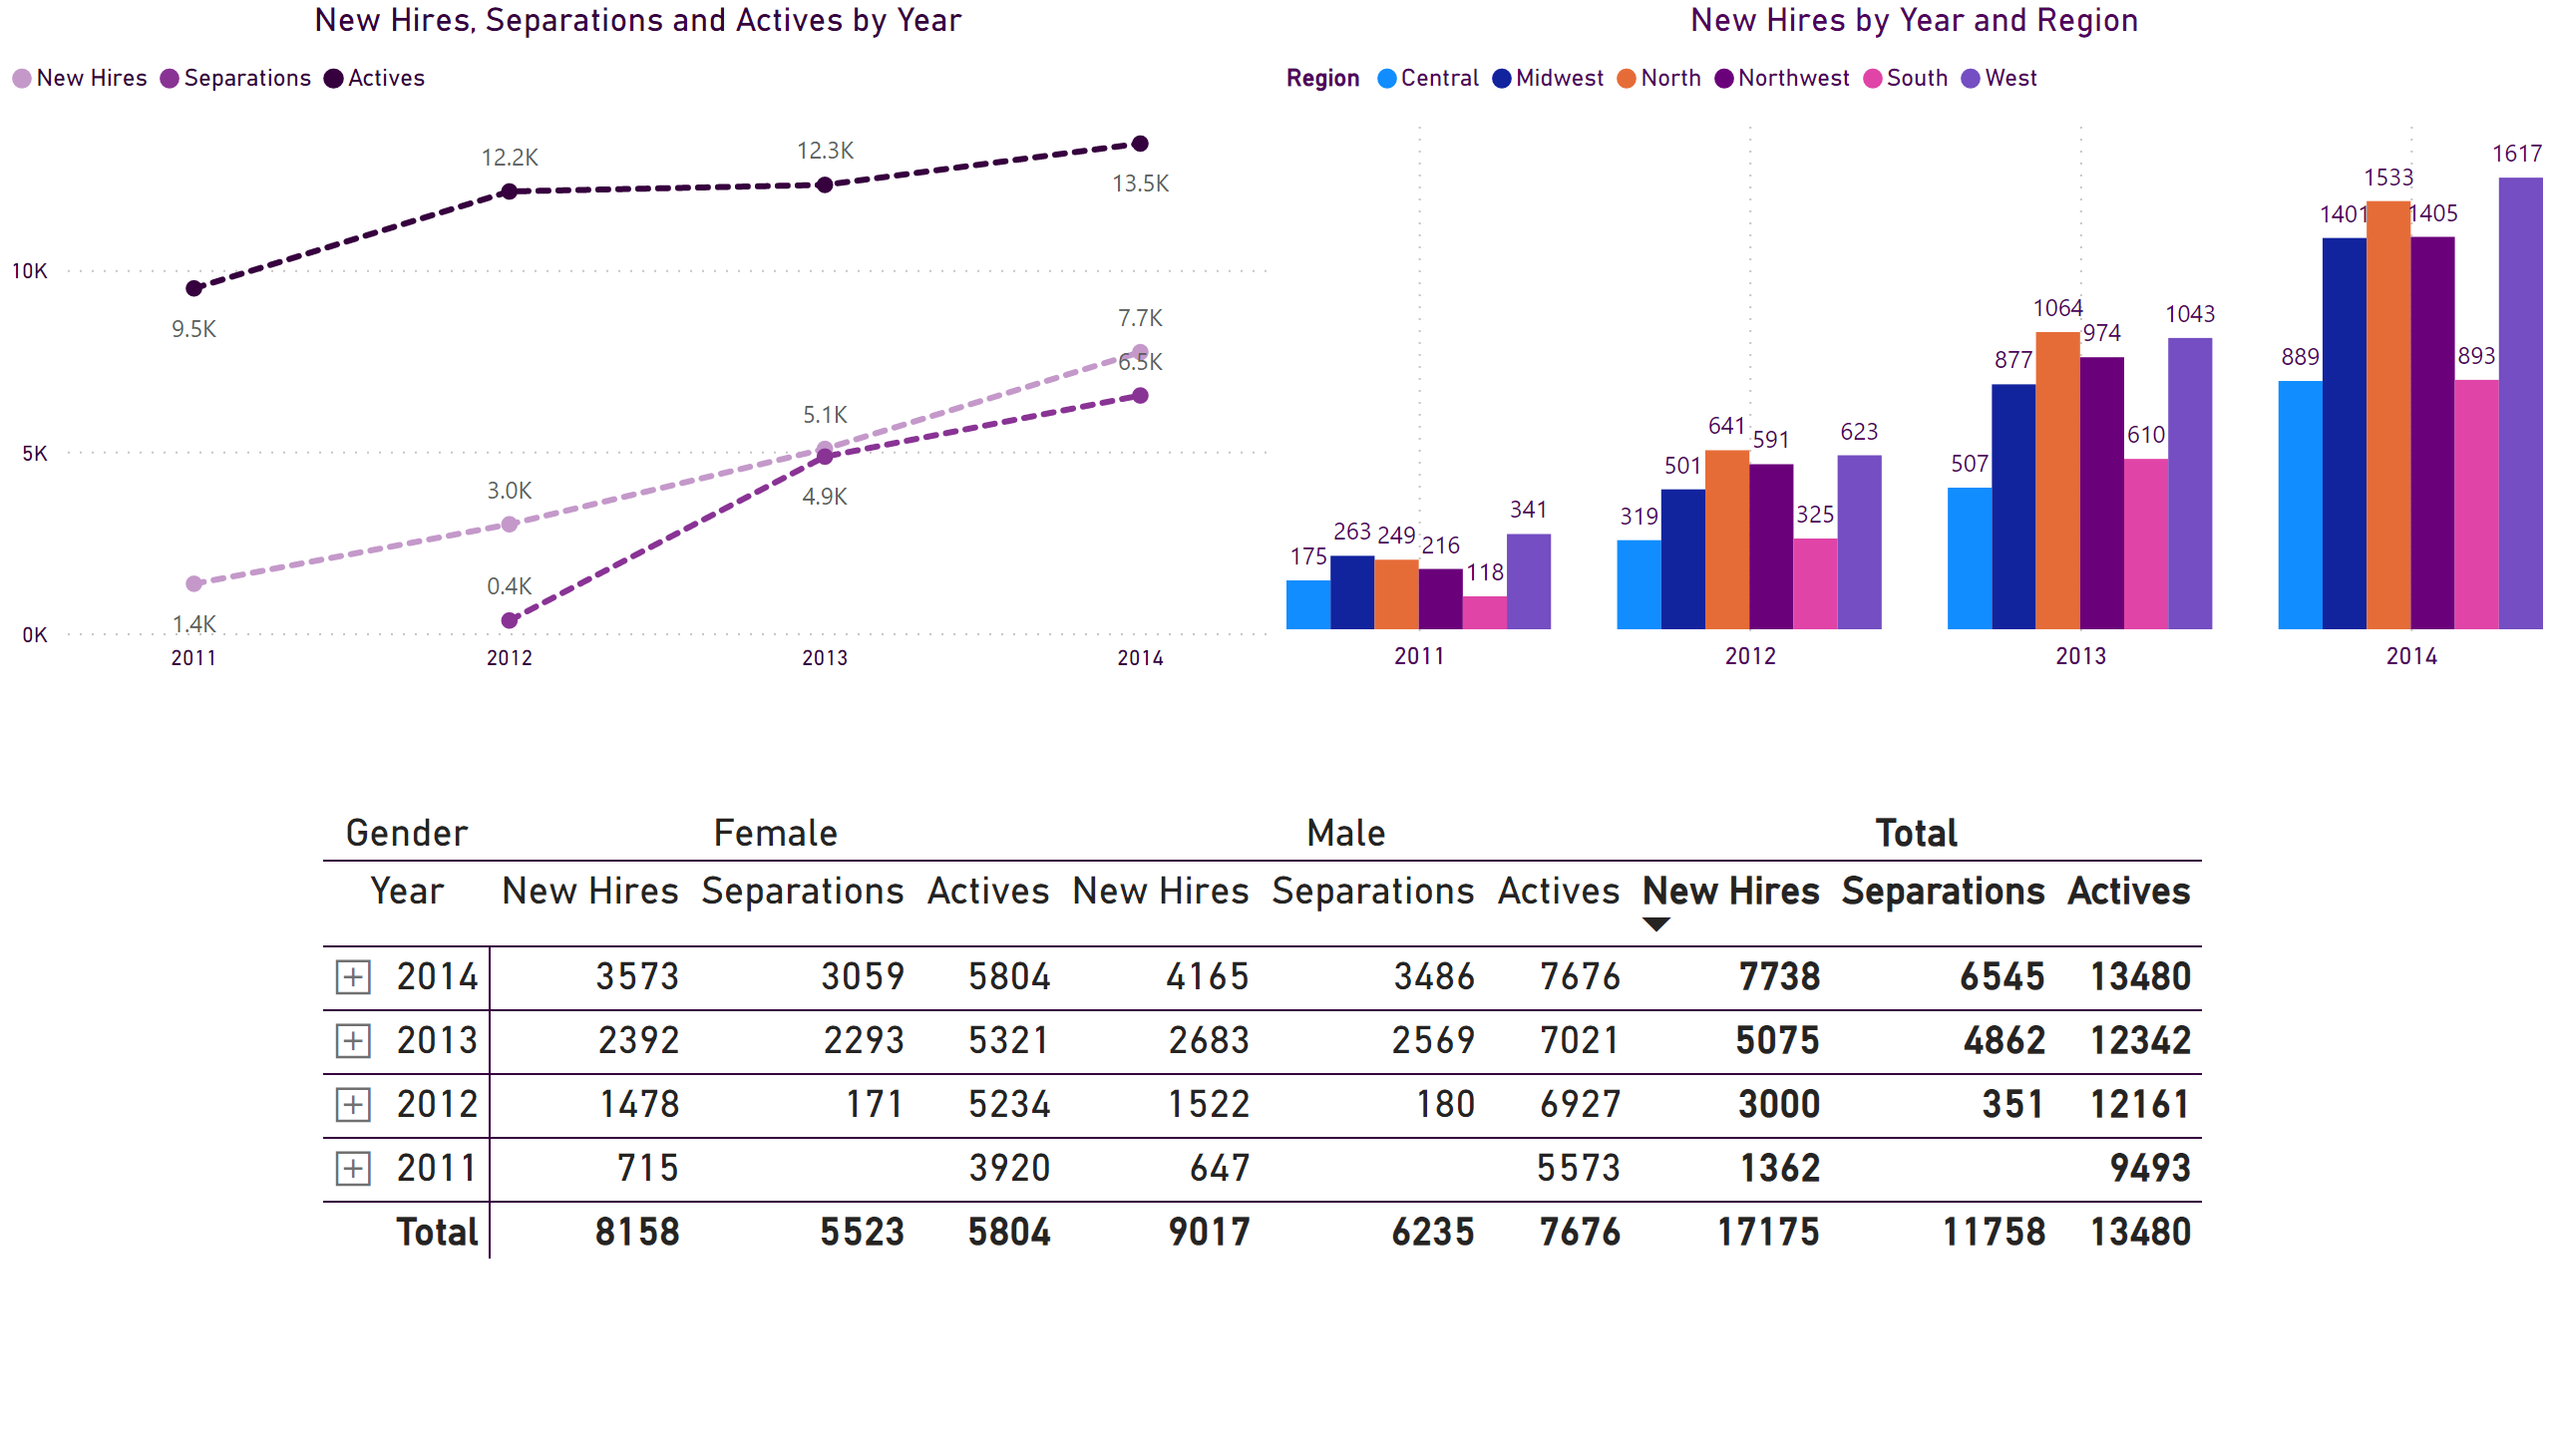 New Hires, Separations and Actives by Year
New Hires Separations Actives
12.2K
12.3K
13.5K
10K
9.5K
7.7K
6.5K
5.1K
5K
3.0K
4.9K
0.4K
1.4K
0K
2011 2012 2013 2014
New Hires by Year and Region
Region Central Midwest North Northwest South West
175 263 249 216 118 341
319 501 641 591 325 623
507 877 1064 974 610 1043
889 1401 1533 1405 893 1617
2011 2012 2013 2014
Gender Female Male Total
Year New Hires Separations Actives New Hires Separations Actives New Hires Separations Actives
2014 3573 3059 5804 4165 3486 7676 7738 6545 13480
2013 2392 2293 5321 2683 2569 7021 5075 4862 12342
2012 1478 171 5234 1522 180 6927 3000 351 12161
2011 715 3920 647 5573 1362 9493
Total 8158 5523 5804 9017 6235 7676 17175 11758 13480